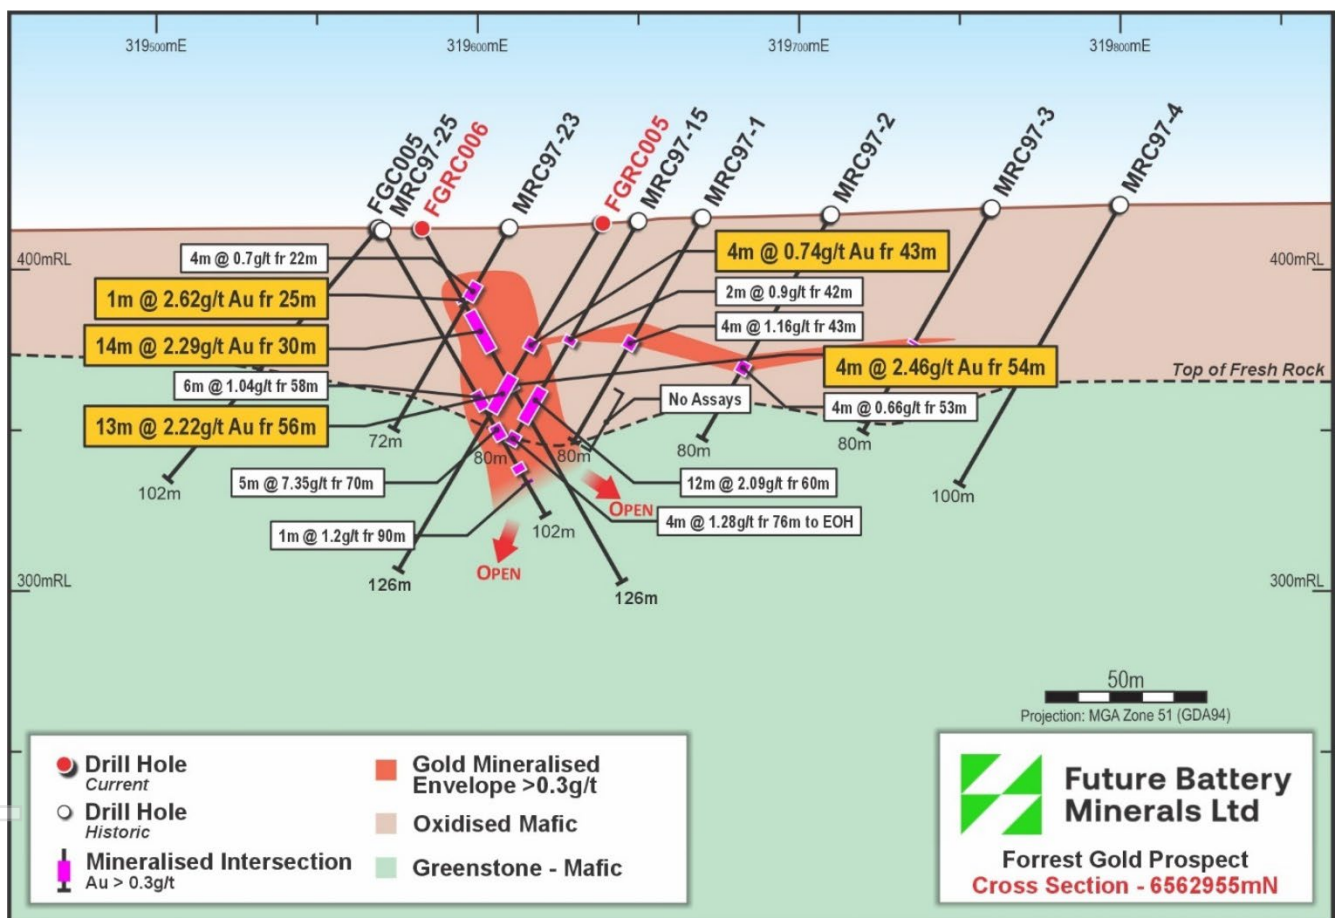 319500mE
319600mE
319700mE
319800mE
FGC005
MRC97-25
FGRC006
MRC97-23
FGRC005
MRC97-15
MRC97-1
MRC97-2
MRC97-3
MRC97-4
400mRL
400mRL
4m @ 0.7g/t fr 22m
4m @ 0.74g/t Au fr 43m
1m @ 2.62g/t Au fr 25m
2m @ 0.9g/t fr 42m
4m @ 1.16g/t fr 43m
14m @ 2.29g/t Au fr 30m
4m @ 2.46g/t Au fr 54m
Top of Fresh Rock
6m @ 1.04g/t fr 58m
No Assays
4m @ 0.66g/t fr 53m
13m @ 2.22g/t Au fr 56m
72m
80m
80m
80m
80m
102m
5m @ 7.35g/t fr 70m
12m @ 2.09g/t fr 60m
100m
OPEN
4m @ 1.28g/t fr 76m to EOH
1m @ 1.2g/t fr 90m
102m
OPEN
300mRL
300mRL
126m
126m
50m
Projection: MGA Zone 51 (GDA94)
Drill Hole
Current
Drill Hole
Historic
Mineralised Intersection
Au > 0.3g/t
Gold Mineralised
Envelope >0.3g/t
Oxidised Mafic
Greenstone - Mafic
Future Battery
Minerals Ltd
Forrest Gold Prospect
Cross Section - 6562955mN